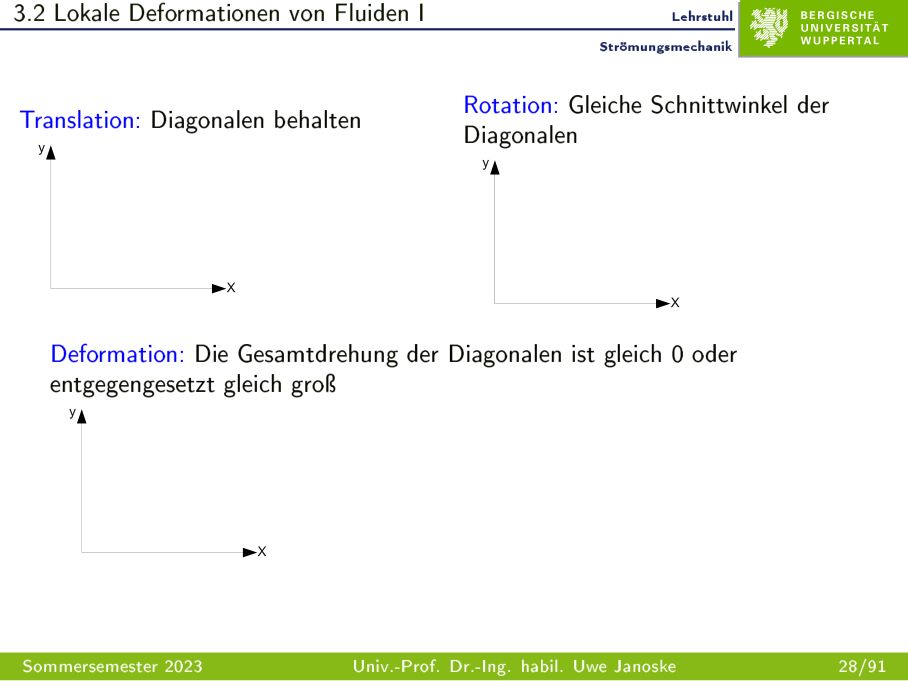 3.2 Lokale Deformationen von Fluiden I
Lehrstuhl
Strömungsmechanik
BERGISCHE
UNIVERSITÄT
WUPPERTAL
Translation: Diagonalen behalten
y
x
Rotation: Gleiche Schnittwinkel der
Diagonalen
y
x
Deformation: Die Gesamtdrehung der Diagonalen ist gleich 0 oder
entgegengesetzt gleich groß
y
x
Sommersemester 2023 Univ.-Prof. Dr.-Ing. habil. Uwe Janoske 28/91